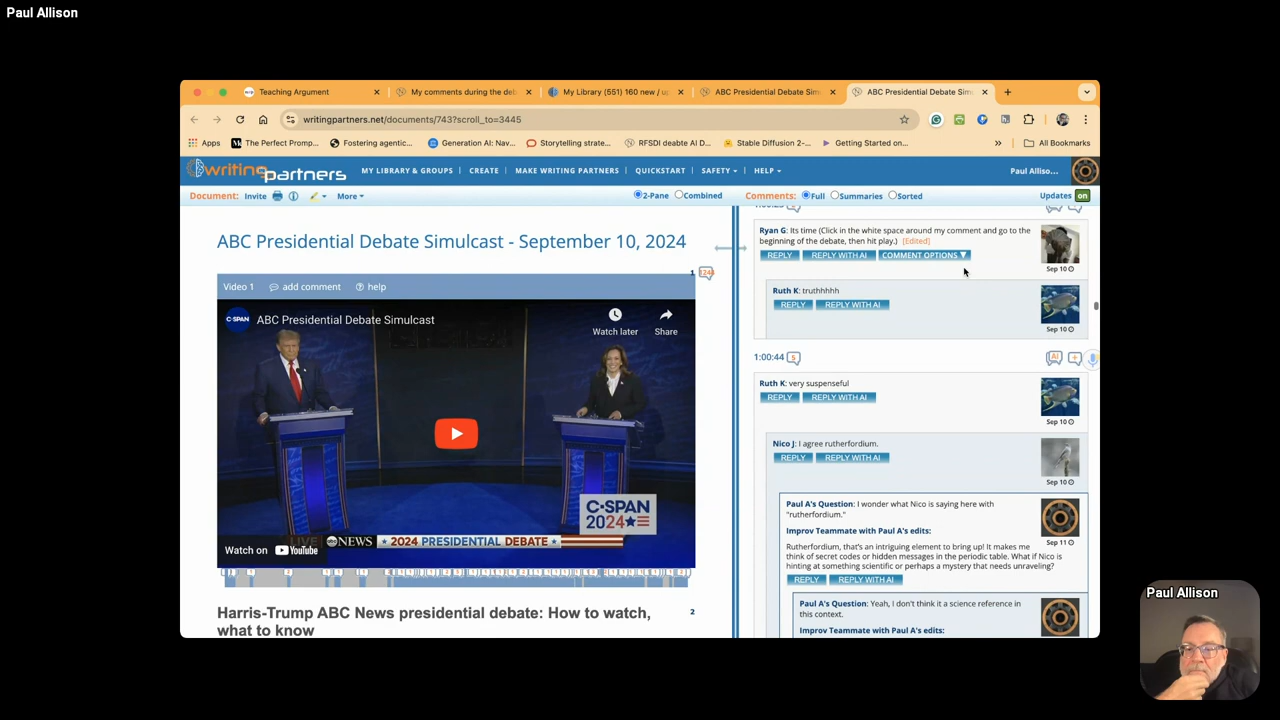 Paul Allison
Teaching Argument
My comments during the deb
My Library (551) 160 new / u
ABC Presidential Debate Sim
ABC Presidential Debate Sim
writingpartners.net/documents/743?scroll_to=3445
Apps
The Perfect Promp...
Fostering agentic...
Generation AI: Nav...
Storytelling strate...
RFSDI deabte AI D...
Stable Diffusion 2-...
Getting Started on...
All Bookmarks
writing partners
MY LIBRARY & GROUPS
CREATE
MAKE WRITING PARTNERS
QUICKSTART
SAFETY
HELP
Paul Alliso...
Document:
Invite
More
2-Pane
Combined
Comments:
Full
Summaries
Sorted
Updates
on
ABC Presidential Debate Simulcast - September 10, 2024
1
Video 1
add comment
help
C-SPAN
ABC Presidential Debate Simulcast
Watch later
Share
C-SPAN
2024
LIVE
abc NEWS
2024 PRESIDENTIAL DEBATE
Watch on YouTube
Harris-Trump ABC News presidential debate: How to watch,
what to know
2
Ryan G: Its time (Click in the white space around my comment and go to the
beginning of the debate, then hit play.) [Edited]
REPLY
REPLY WITH AI
COMMENT OPTIONS
Sep 10
Ruth K: truthhhhh
REPLY
REPLY WITH AI
Sep 10
1:00:44
5
AI
+
Ruth K: very suspenseful
REPLY
REPLY WITH AI
Sep 10
Nico J: I agree rutherfordium.
REPLY
REPLY WITH AI
Sep 10
Paul A's Question: I wonder what Nico is saying here with
"rutherfordium."
Improv Teammate with Paul A's edits:
Sep 11
Rutherfordium, that's an intriguing element to bring up! It makes me
think of secret codes or hidden messages in the periodic table. What if Nico is
hinting at something scientific or perhaps a mystery that needs unraveling?
REPLY
REPLY WITH AI
Paul A's Question: Yeah, I don't think it a science reference in
this context.
Improv Teammate with Paul A's edits:
Paul Allison